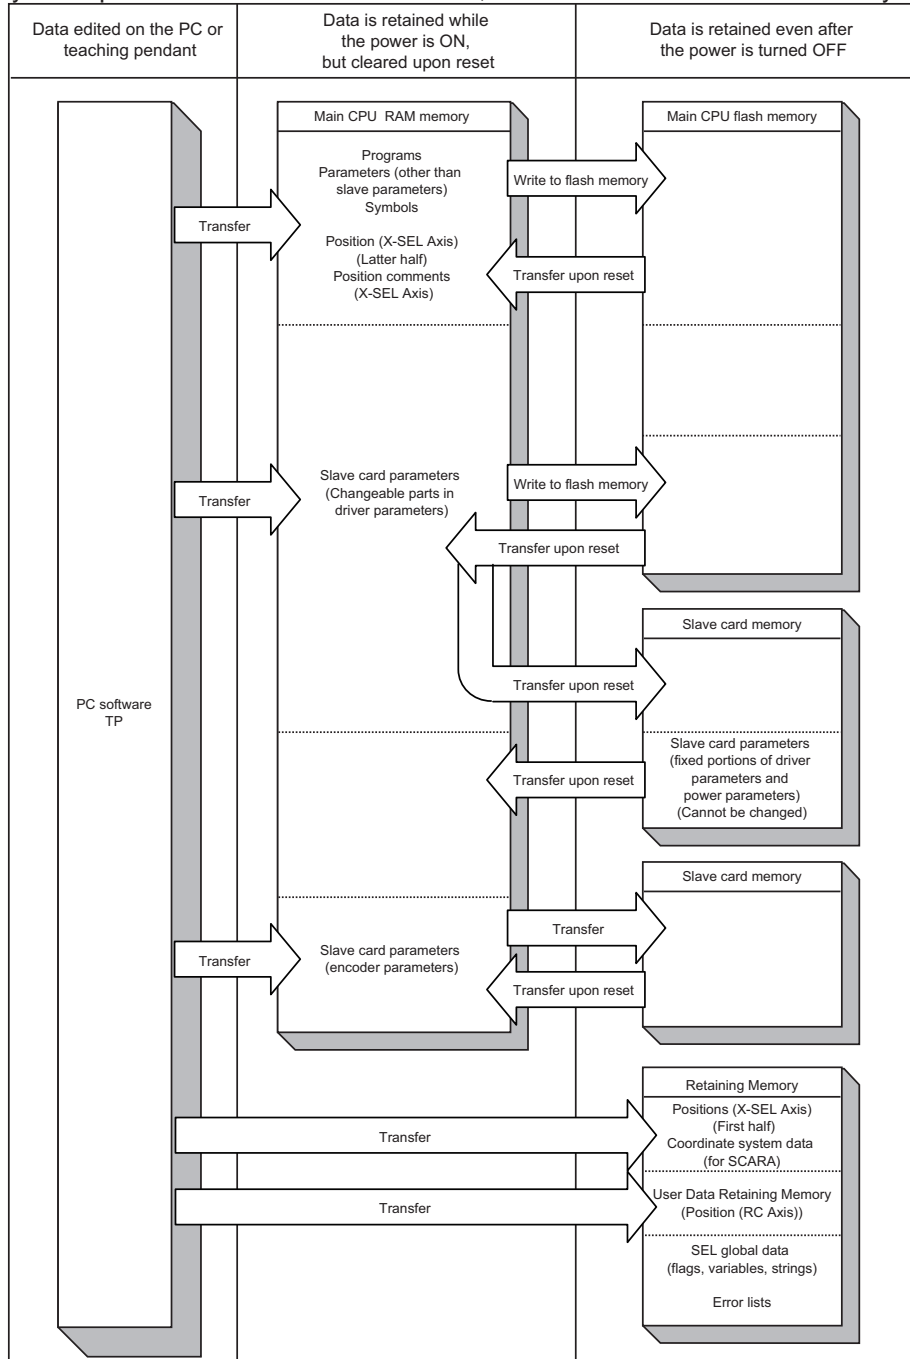 Data edited on the PC or
teaching pendant
Data is retained while
the power is ON,
but cleared upon reset
Data is retained even after
the power is turned OFF
Main CPU RAM memory
Main CPU flash memory
Programs
Parameters (other than
slave parameters)
Symbols
Write to flash memory
Transfer
Position (X-SEL Axis)
(Latter half)
Position comments
(X-SEL Axis)
Transfer upon reset
Slave card parameters
(Changeable parts in
driver parameters)
Write to flash memory
Transfer
Transfer upon reset
Slave card memory
Transfer upon reset
PC software
TP
Slave card parameters
(fixed portions of driver
parameters and
power parameters)
(Cannot be changed)
Transfer upon reset
Slave card memory
Transfer
Slave card parameters
(encoder parameters)
Transfer
Transfer upon reset
Retaining Memory
Positions (X-SEL Axis)
(First half)
Coordinate system data
(for SCARA)
Transfer
User Data Retaining Memory
(Position (RC Axis))
Transfer
SEL global data
(flags, variables, strings)
Error lists